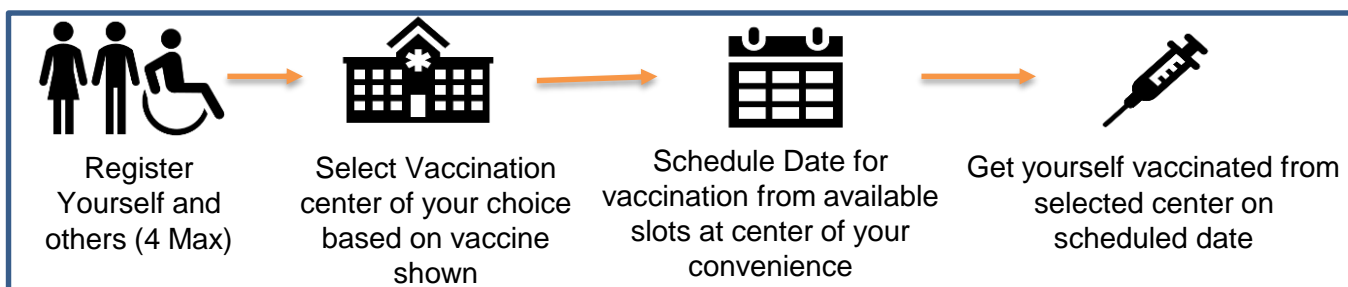 Register
Yourself and
others (4 Max)
Select Vaccination
center of your choice
based on vaccine
shown
Schedule Date for
vaccination from available
slots at center of your
convenience
Get yourself vaccinated from
selected center on
scheduled date